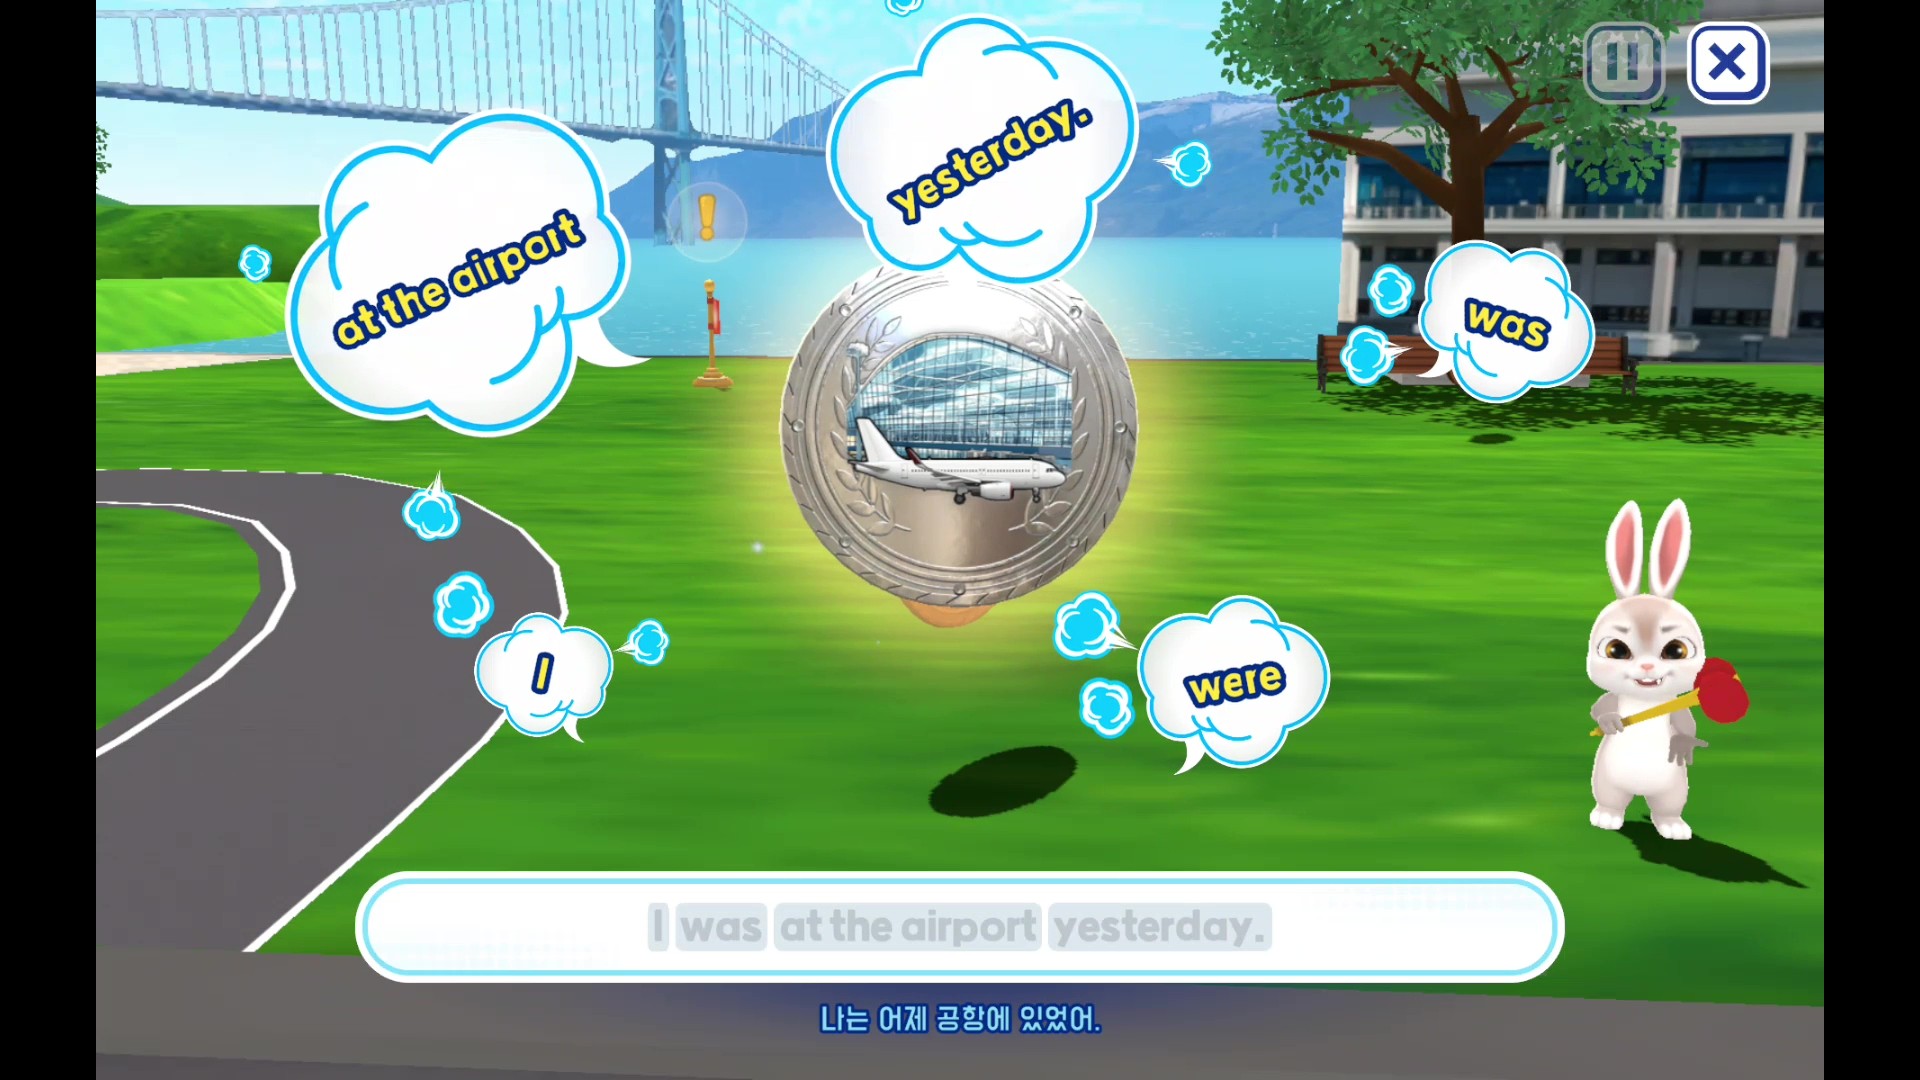 yesterday.
at the airport
was
I
were
I was at the airport yesterday.
나는 어제 공항에 있었어.